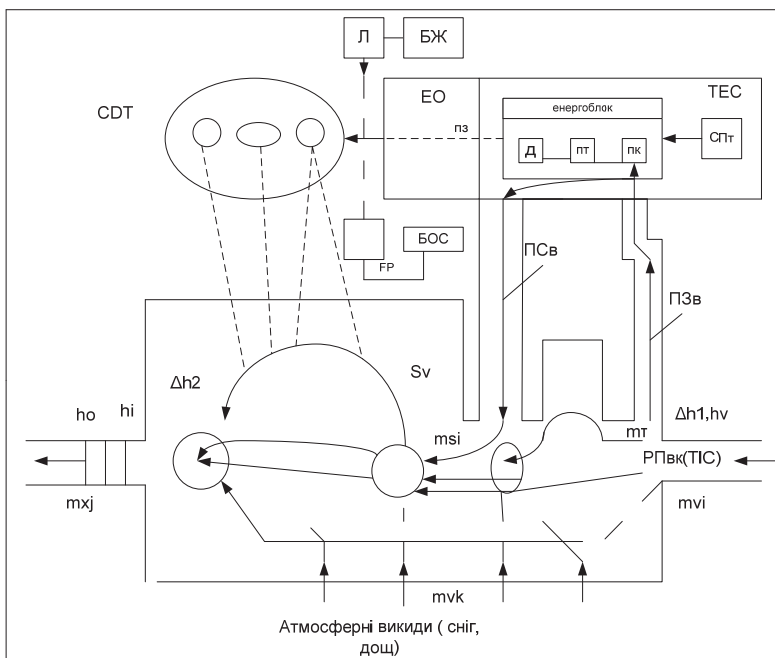 Л
БЖ
CDT
ЕО
ТЕС
енергоблок
СПт
пз
Д
пт
пк
БОС
FP
ПСв
ПЗв
Sv
Δh2
ho
hi
msi
mт
Δh1,hv
РПвк(ТІС)
mxj
mvi
mvk
Атмосферні викиди ( сніг,
дощ)